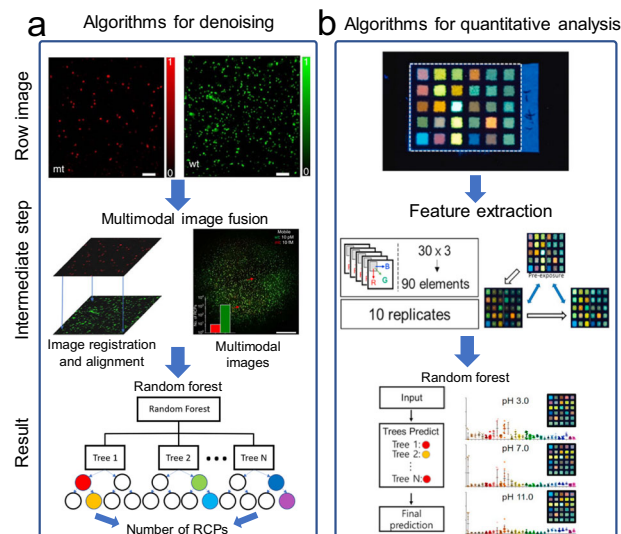 a
Algorithms for denoising
b
Algorithms for quantitative analysis
Row image
1
0
mt
1
0
wt
Intermediate step
Multimodal image fusion
Mobile
Image registration
and alignment
Multimodal
images
Feature extraction
30 x 3
90 elements
B
G
R
10 replicates
Pre-exposure
Result
Random forest
Random Forest
Tree 1
Tree 2
Tree N
Number of RCPs
Random forest
Input
Trees Predict
Tree 1:
Tree 2:
Tree N:
Final
prediction
pH 3.0
pH 7.0
pH 11.0